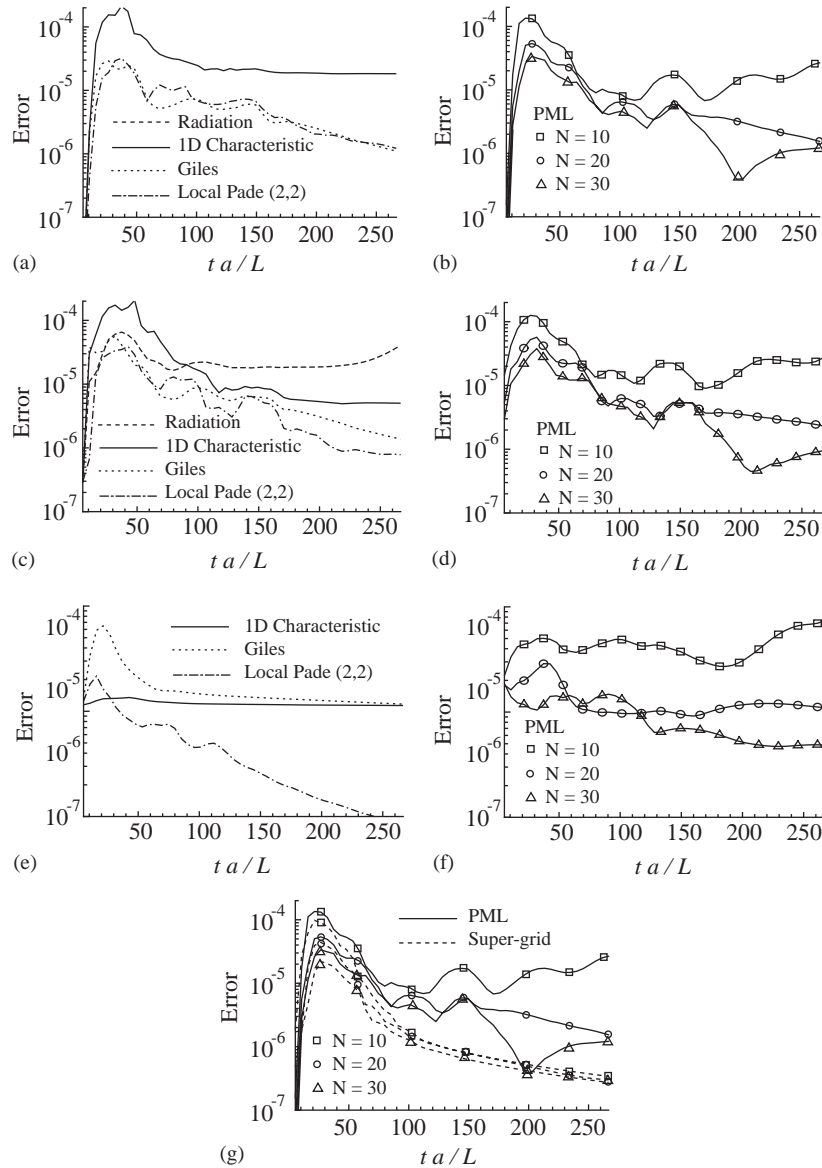 10^-4
10^-5
10^-6
10^-7
Error
Radiation
1D Characteristic
Giles
Local Pade (2,2)
50 100 150 200 250
t a / L
(a)
10^-4
10^-5
10^-6
10^-7
Error
PML
N = 10
N = 20
N = 30
50 100 150 200 250
t a / L
(b)
10^-4
10^-5
10^-6
10^-7
Error
Radiation
1D Characteristic
Giles
Local Pade (2,2)
50 100 150 200 250
t a / L
(c)
10^-4
10^-5
10^-6
10^-7
Error
PML
N = 10
N = 20
N = 30
50 100 150 200 250
t a / L
(d)
10^-4
10^-5
10^-6
10^-7
Error
1D Characteristic
Giles
Local Pade (2,2)
50 100 150 200 250
t a / L
(e)
10^-4
10^-5
10^-6
10^-7
Error
PML
N = 10
N = 20
N = 30
50 100 150 200 250
t a / L
(f)
10^-4
10^-5
10^-6
10^-7
Error
PML
Super-grid
N = 10
N = 20
N = 30
50 100 150 200 250
t a / L
(g)